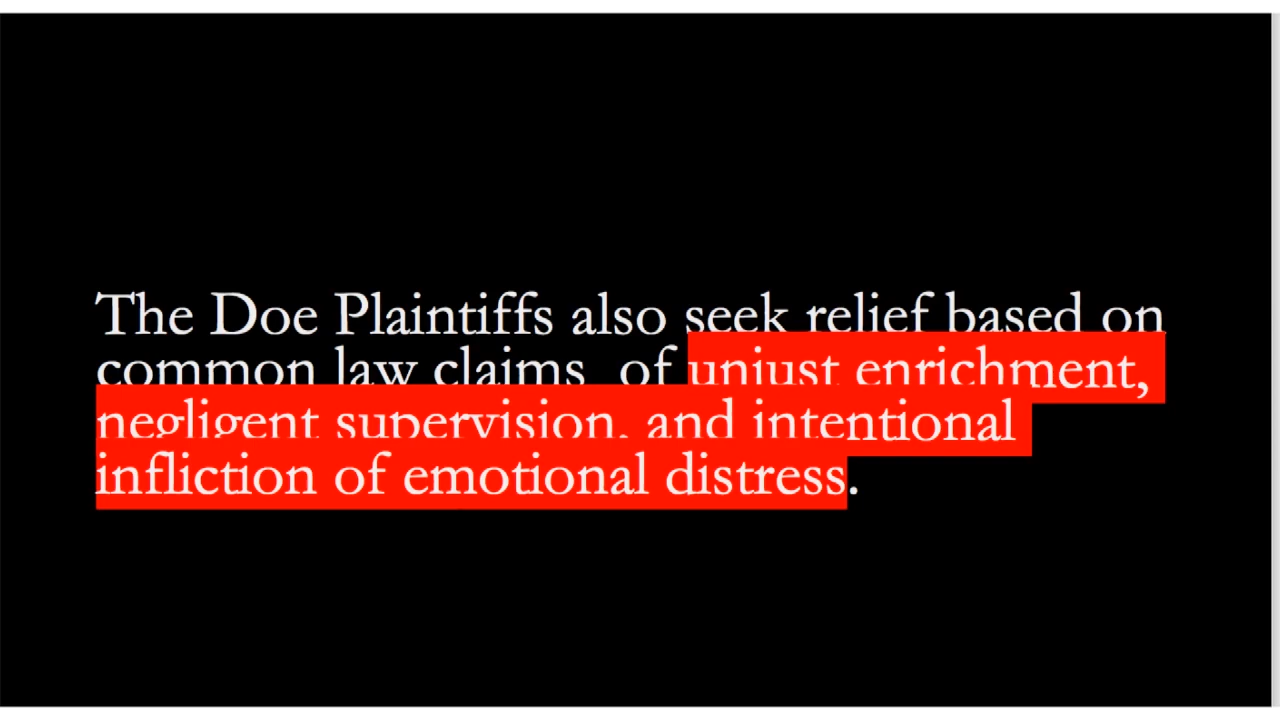 The Doe Plaintiffs also seek relief based on
common law claims  of unjust enrichment,
negligent supervision, and intentional
infliction of emotional distress.